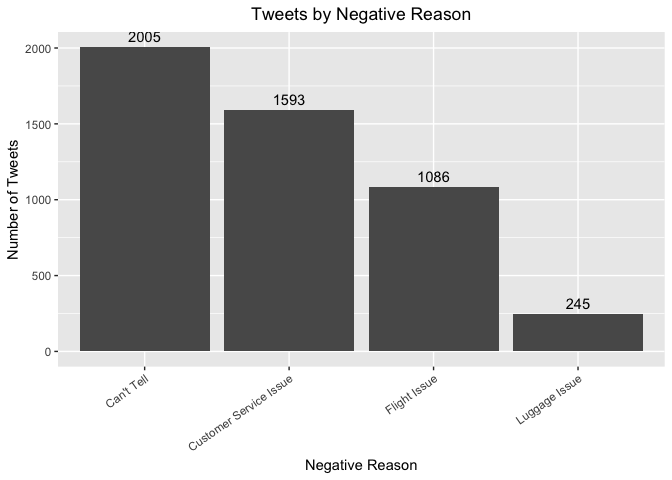 Tweets by Negative Reason
2005
1593
1086
245
2000
1500
1000
500
0
Number of Tweets
Can't Tell
Customer Service Issue
Flight Issue
Luggage Issue
Negative Reason